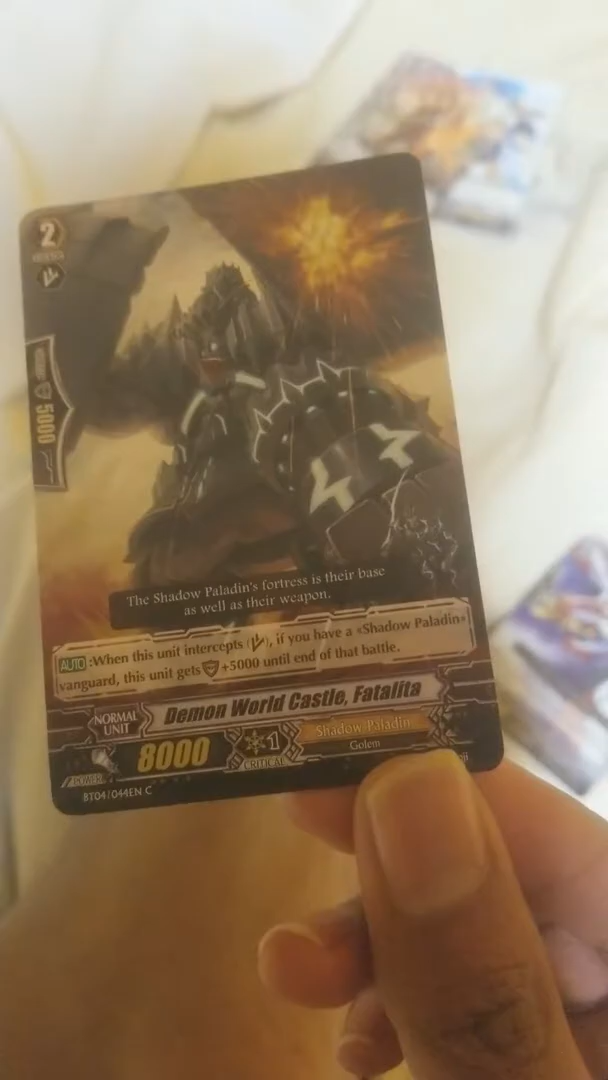 2
5000
The Shadow Paladin's fortress is their base
as well as their weapon.
AUTO:When this unit intercepts ( ), if you have a «Shadow Paladin»
vanguard, this unit gets +5000 until end of that battle.
NORMAL
UNIT
Demon World Castle, Fatalita
POWER
8000
1
CRITICAL
Shadow Paladin
Golem
BT04/044EN C